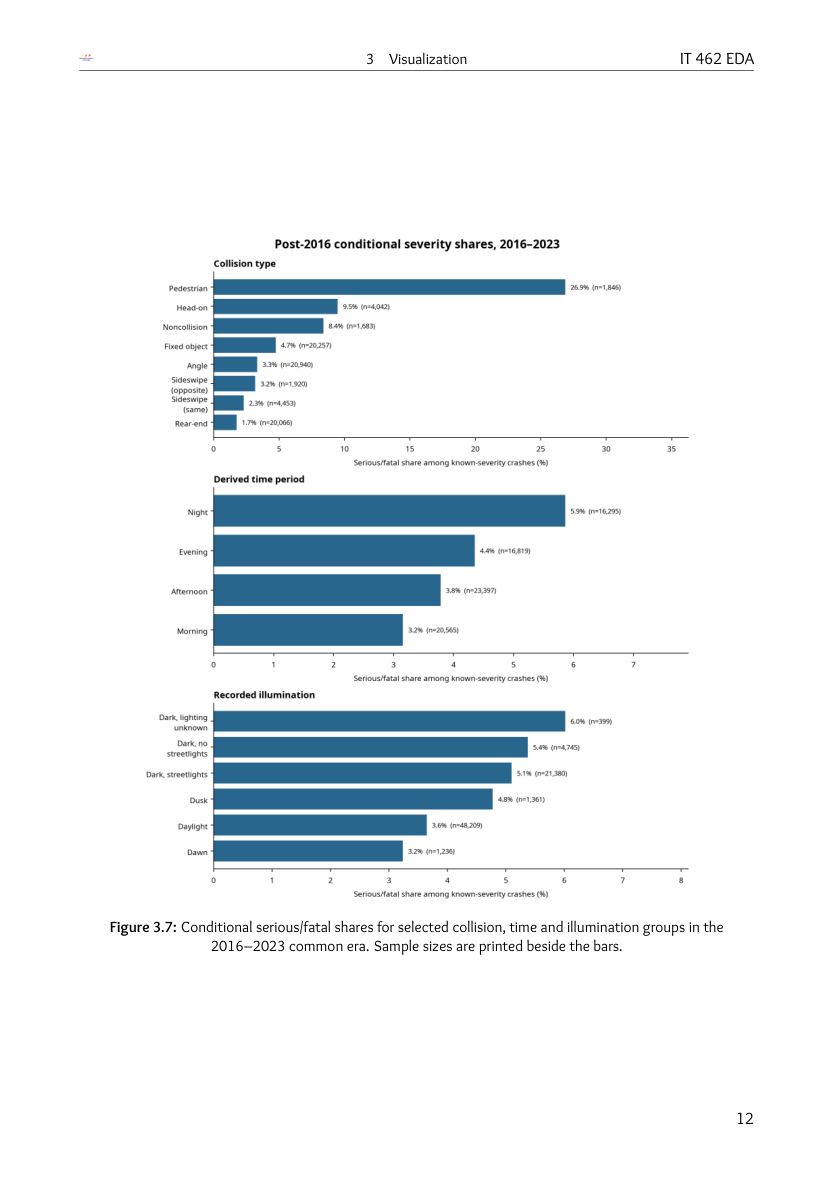 3 Visualization
IT 462 EDA
Post-2016 conditional severity shares, 2016–2023
Collision type
Pedestrian
26.9% (n=1,846)
Head-on
9.5% (n=4,042)
Noncollision
8.4% (n=1,683)
Fixed object
4.7% (n=20,257)
Angle
3.3% (n=20,940)
Sideswipe
(opposite)
3.2% (n=1,920)
Sideswipe
(same)
2.3% (n=4,453)
Rear-end
1.7% (n=20,066)
0 5 10 15 20 25 30 35
Serious/fatal share among known-severity crashes (%)
Derived time period
Night
5.9% (n=16,295)
Evening
4.4% (n=16,819)
Afternoon
3.8% (n=23,397)
Morning
3.2% (n=20,565)
0 1 2 3 4 5 6 7
Serious/fatal share among known-severity crashes (%)
Recorded illumination
Dark, lighting
unknown
6.0% (n=399)
Dark, no
streetlights
5.4% (n=4,745)
Dark, streetlights
5.1% (n=21,380)
Dusk
4.8% (n=1,361)
Daylight
3.6% (n=48,209)
Dawn
3.2% (n=1,236)
0 1 2 3 4 5 6 7 8
Serious/fatal share among known-severity crashes (%)
Figure 3.7: Conditional serious/fatal shares for selected collision, time and illumination groups in the
2016–2023 common era. Sample sizes are printed beside the bars.
12